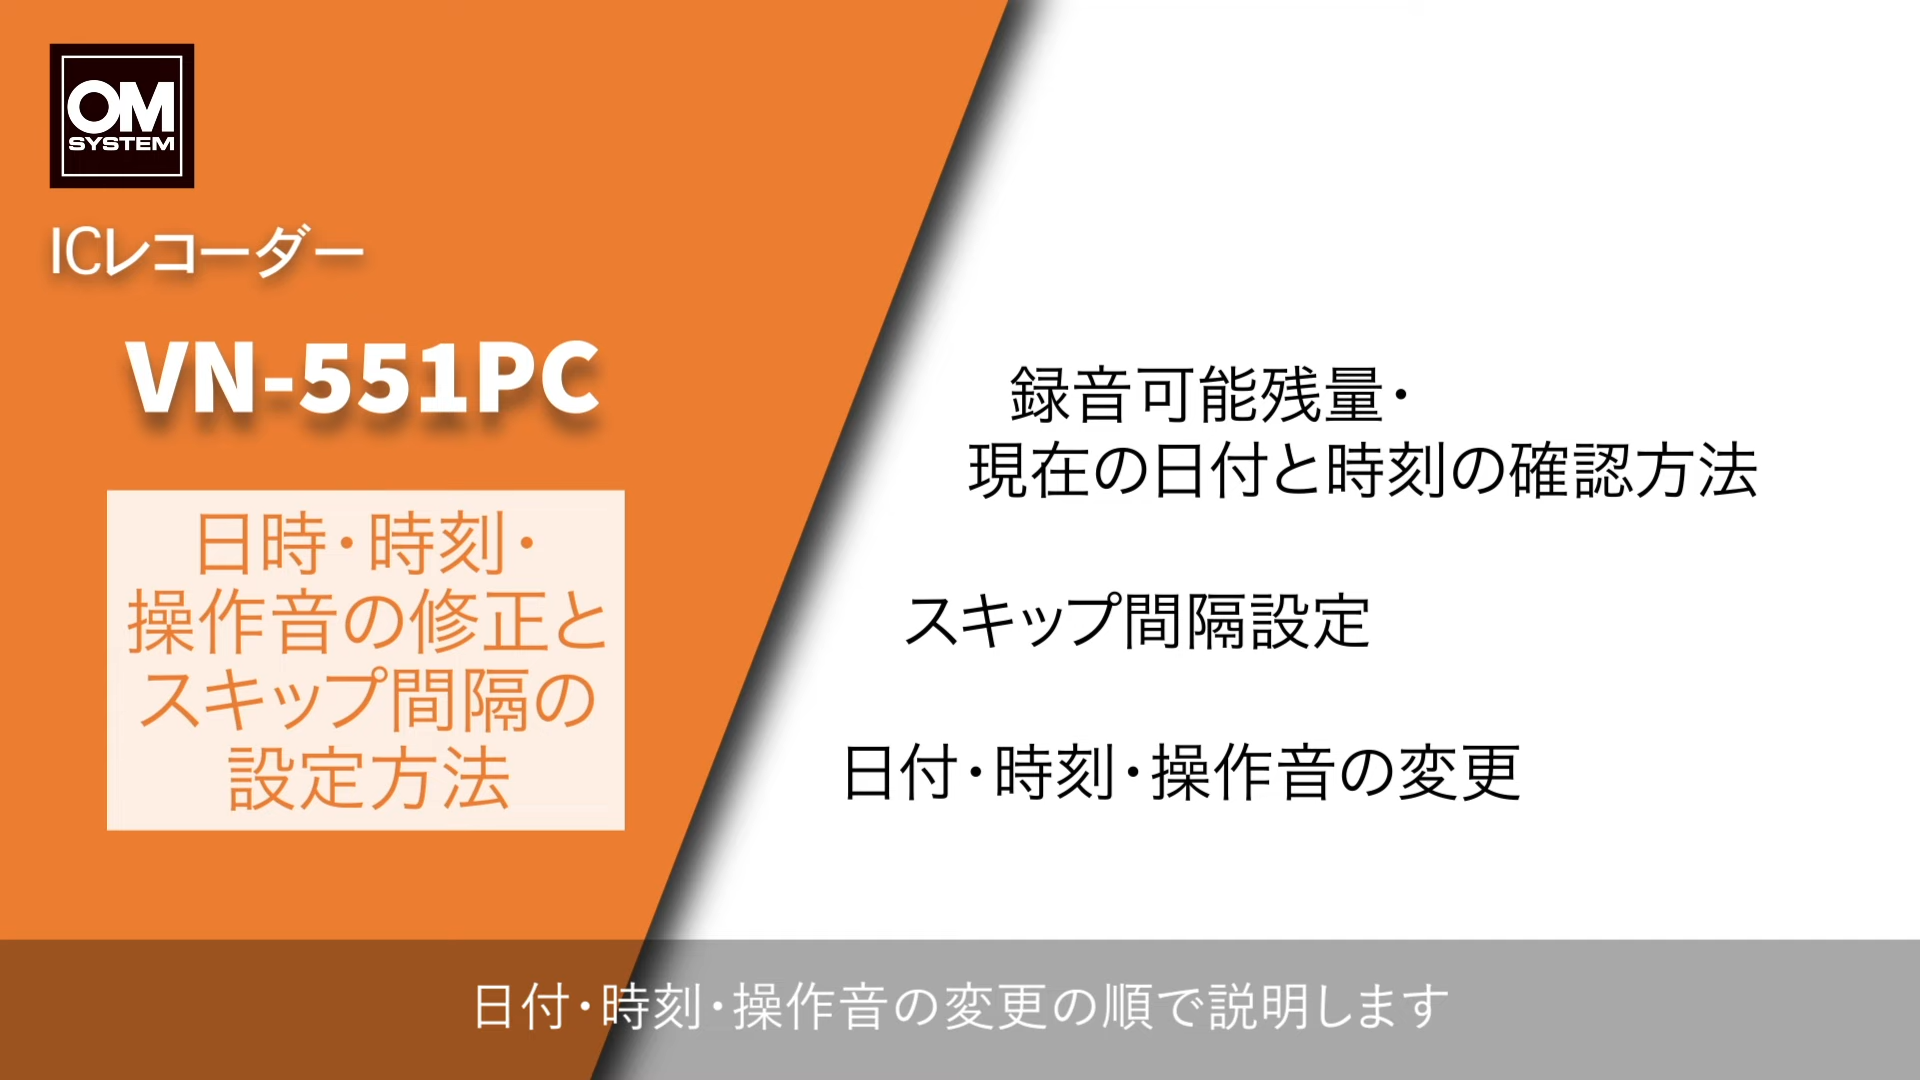 OM
SYSTEM
ICレコーダー
VN-551PC
日時・時刻・
操作音の修正と
スキップ間隔の
設定方法
録音可能残量・
現在の日付と時刻の確認方法
スキップ間隔設定
日付・時刻・操作音の変更
日付・時刻・操作音の変更の順で説明します